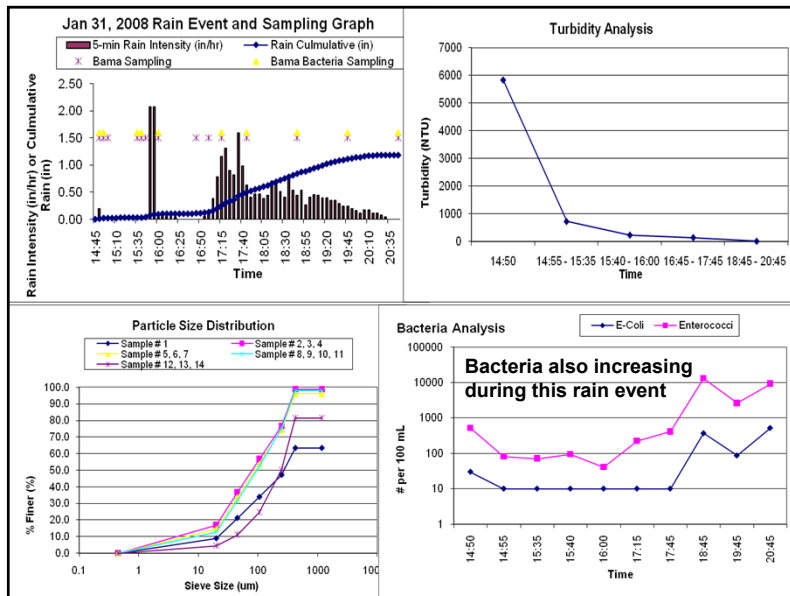 Jan 31, 2008 Rain Event and Sampling Graph
5-min Rain Intensity (in/hr)
Rain Culmulative (in)
Bama Sampling
Bama Bacteria Sampling
Rain Intensity (in/hr) or Culmulative
Rain (in)
2.50
2.00
1.50
1.00
0.50
0.00
14:45
15:10
15:35
16:00
16:25
16:50
17:15
17:40
18:05
18:30
18:55
19:20
19:45
20:10
20:35
Time
Turbidity Analysis
Turbidity (NTU)
7000
6000
5000
4000
3000
2000
1000
0
14:50
14:55 - 15:35
15:40 - 16:00
16:45 - 17:45
18:45 - 20:45
Time
Particle Size Distribution
Sample # 1
Sample # 2, 3, 4
Sample # 5, 6, 7
Sample # 8, 9, 10, 11
Sample # 12, 13, 14
% Finer (%)
100.0
90.0
80.0
70.0
60.0
50.0
40.0
30.0
20.0
10.0
0.0
0.1
1
10
100
1000
Sieve Size (um)
Bacteria Analysis
E-Coli
Enterococci
Bacteria also increasing
during this rain event
# per 100 mL
100000
10000
1000
100
10
1
14:50
14:55
15:35
15:40
16:00
17:15
17:45
18:45
19:45
20:45
Time